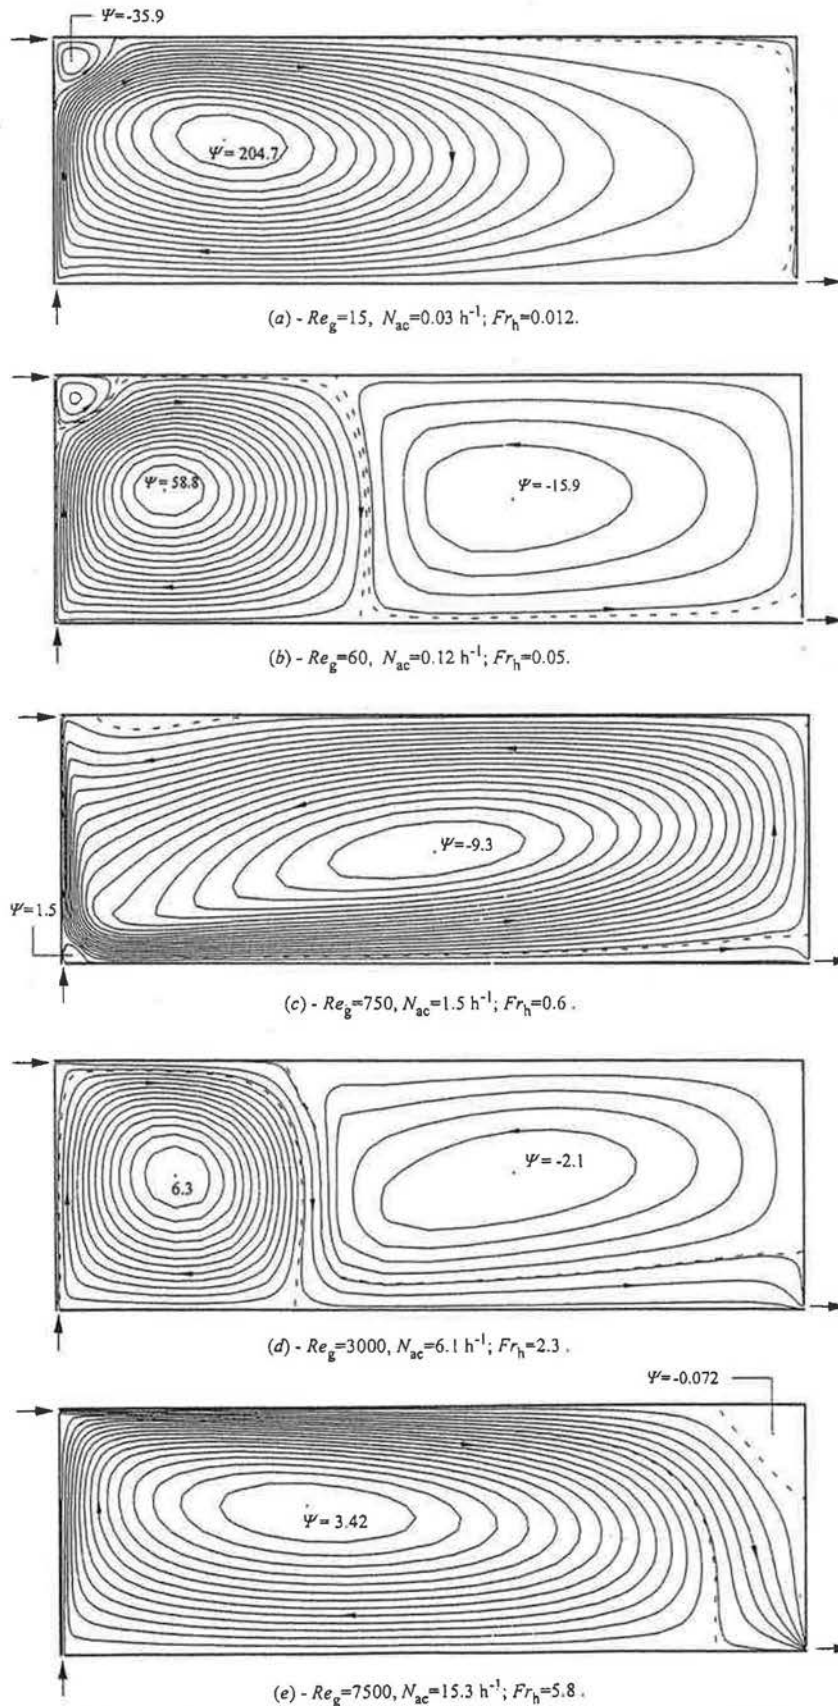 Ψ=-35.9
Ψ= 204.7
(a) - Re_g=15, N_ac=0.03 h⁻¹; Fr_h=0.012.
Ψ= 58.8
Ψ= -15.9
(b) - Re_g=60, N_ac=0.12 h⁻¹; Fr_h=0.05.
Ψ=-9.3
Ψ=1.5
(c) - Re_g=750, N_ac=1.5 h⁻¹; Fr_h=0.6 .
Ψ= -2.1
6.3
(d) - Re_g=3000, N_ac=6.1 h⁻¹; Fr_h=2.3 .
Ψ=-0.072
Ψ= 3.42
(e) - Re_g=7500, N_ac=15.3 h⁻¹; Fr_h=5.8 .